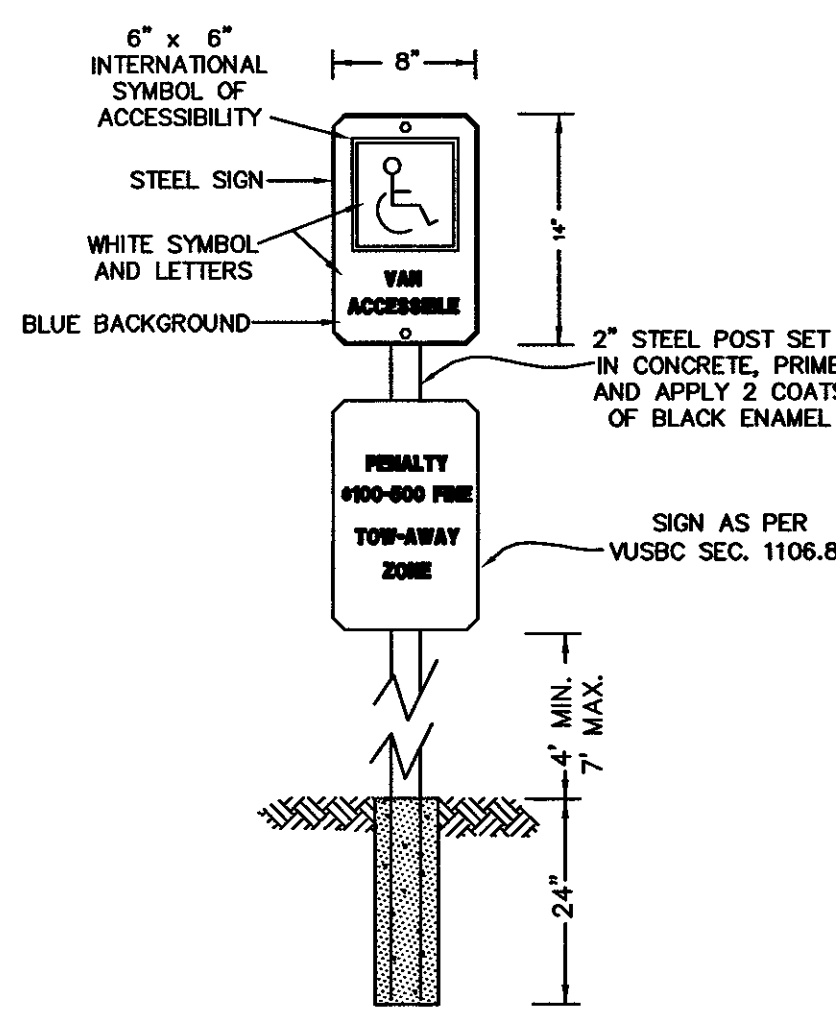 6" x 6"
INTERNATIONAL
SYMBOL OF
ACCESSIBILITY
8"
STEEL SIGN
WHITE SYMBOL
AND LETTERS
BLUE BACKGROUND
14"
VAN
ACCESSIBLE
2" STEEL POST SET
IN CONCRETE, PRIME
AND APPLY 2 COATS
OF BLACK ENAMEL
PENALTY
$100-500 FINE
TOW-AWAY
ZONE
SIGN AS PER
VUSBC SEC. 1106.8
4' MIN.
7' MAX.
24"